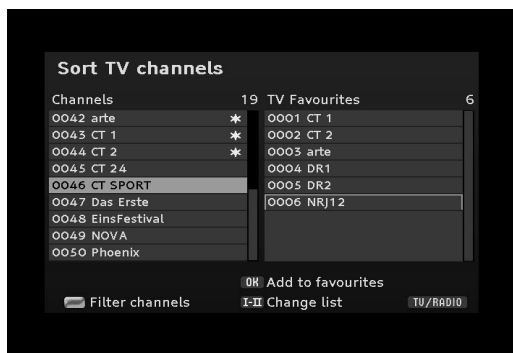 Sort TV channels
Channels 19 TV Favourites 6
0042 arte
0043 CT 1
0044 CT 2
0045 CT 24
0046 CT SPORT
0047 Das Erste
0048 EinsFestival
0049 NOVA
0050 Phoenix
0001 CT 1
0002 CT 2
0003 arte
0004 DR1
0005 DR2
0006 NRJ12
OK Add to favourites
Filter channels I-II Change list TV/RADIO